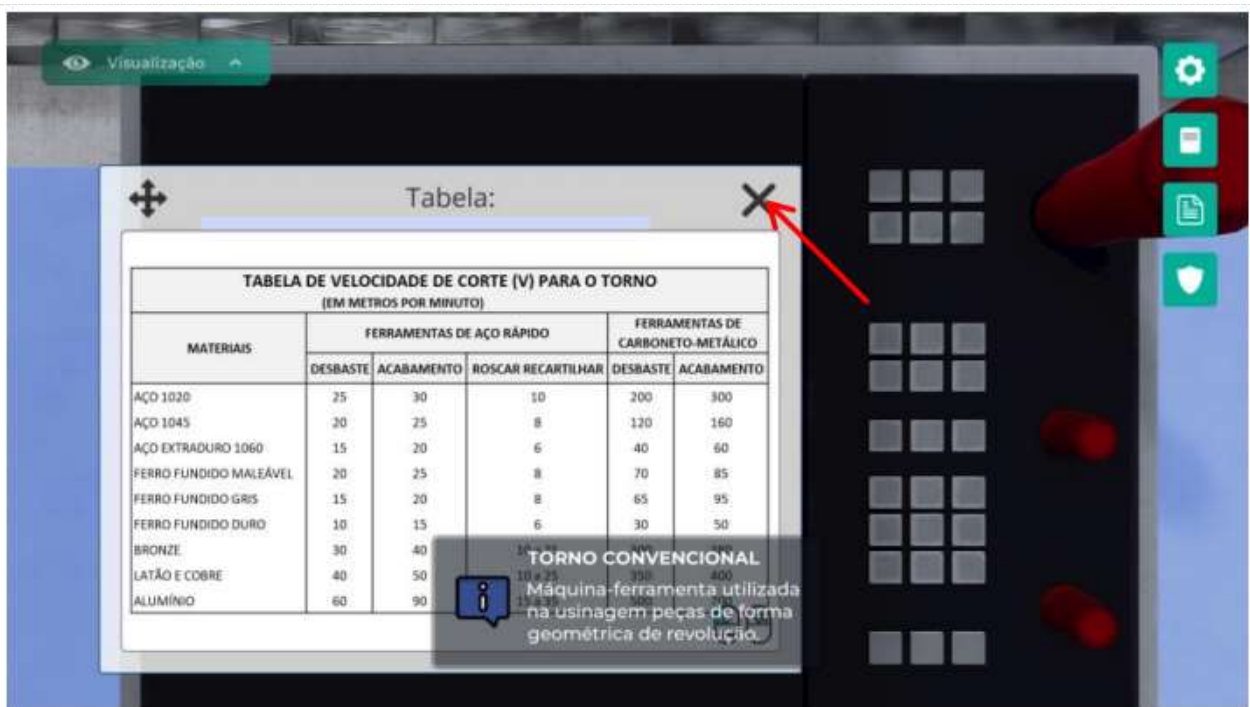 Visualização
Tabela:
TABELA DE VELOCIDADE DE CORTE (V) PARA O TORNO
(EM METROS POR MINUTO)
MATERIAIS FERRAMENTAS DE AÇO RÁPIDO FERRAMENTAS DE CARBONETO-METÁLICO
DESBASTE ACABAMENTO ROSCAR RECARTILHAR DESBASTE ACABAMENTO
AÇO 1020 25 30 10 200 300
AÇO 1045 20 25 8 120 160
AÇO EXTRADURO 1060 15 20 6 40 60
FERRO FUNDIDO MALEÁVEL 20 25 8 70 85
FERRO FUNDIDO GRIS 15 20 8 65 95
FERRO FUNDIDO DURO 10 15 6 30 50
BRONZE 30 40
LATÃO E COBRE 40 50 10 a 25 350 400
ALUMÍNIO 60 90
TORNO CONVENCIONAL
Máquina-ferramenta utilizada
na usinagem peças de forma
geométrica de revolução.